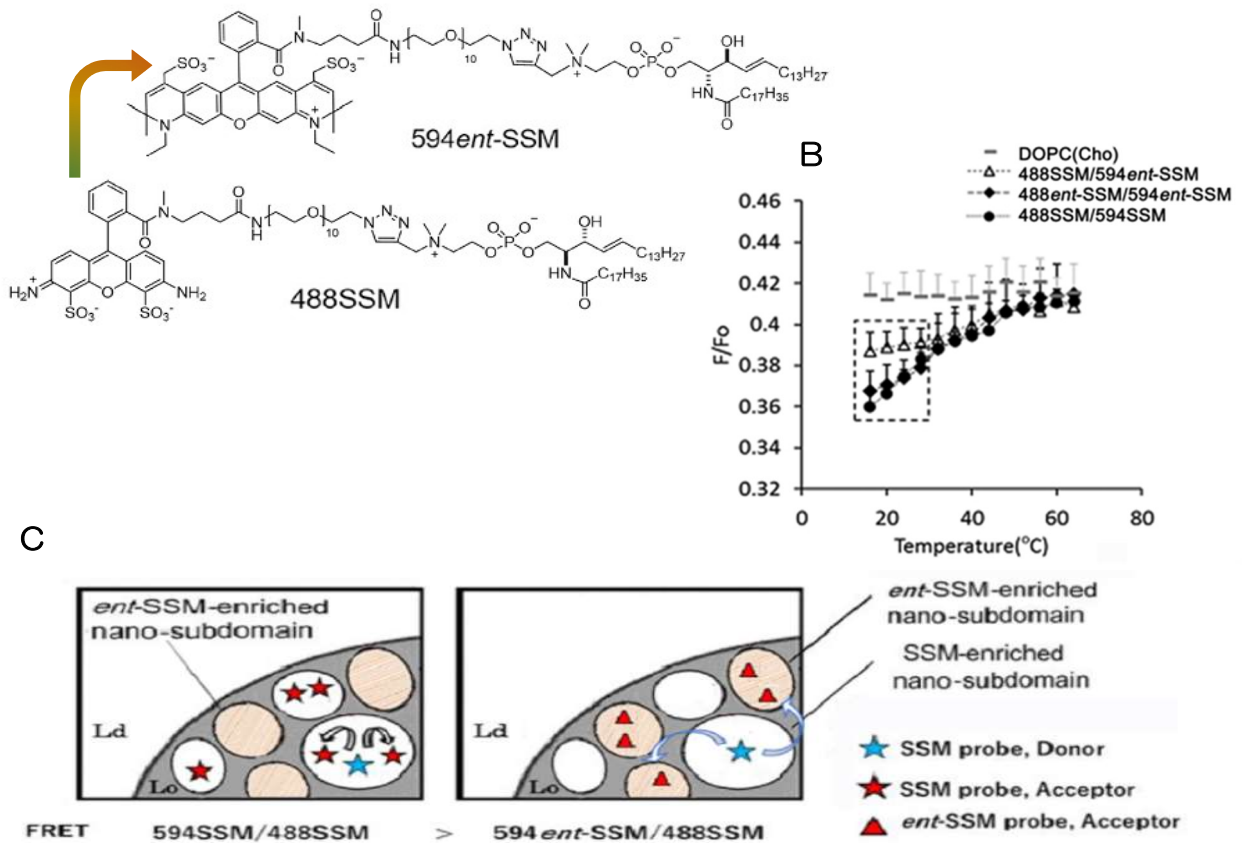 SO₃⁻
SO₃⁻
N
O
N⁺
O
N
O
N
H
O
10
N
N
N
N
+
O
P
O
O
O⁻
OH
C₁₃H₂₇
HN
C₁₇H₃₅
O
594ent-SSM
H₂N
+
O
NH₂
SO₃⁻
SO₃⁻
O
N
O
N
H
O
10
N
N
N
N
+
O
P
O
O
O⁻
OH
C₁₃H₂₇
HN
C₁₇H₃₅
O
488SSM
B
DOPC(Cho)
488SSM/594ent-SSM
488ent-SSM/594ent-SSM
488SSM/594SSM
0.46
0.44
0.42
0.4
0.38
0.36
0.34
0.32
F/Fo
0
20
40
60
80
Temperature(°C)
C
ent-SSM-enriched
nano-subdomain
Ld
Lo
Ld
Lo
ent-SSM-enriched
nano-subdomain
SSM-enriched
nano-subdomain
SSM probe, Donor
SSM probe, Acceptor
ent-SSM probe, Acceptor
FRET 594SSM/488SSM > 594ent-SSM/488SSM